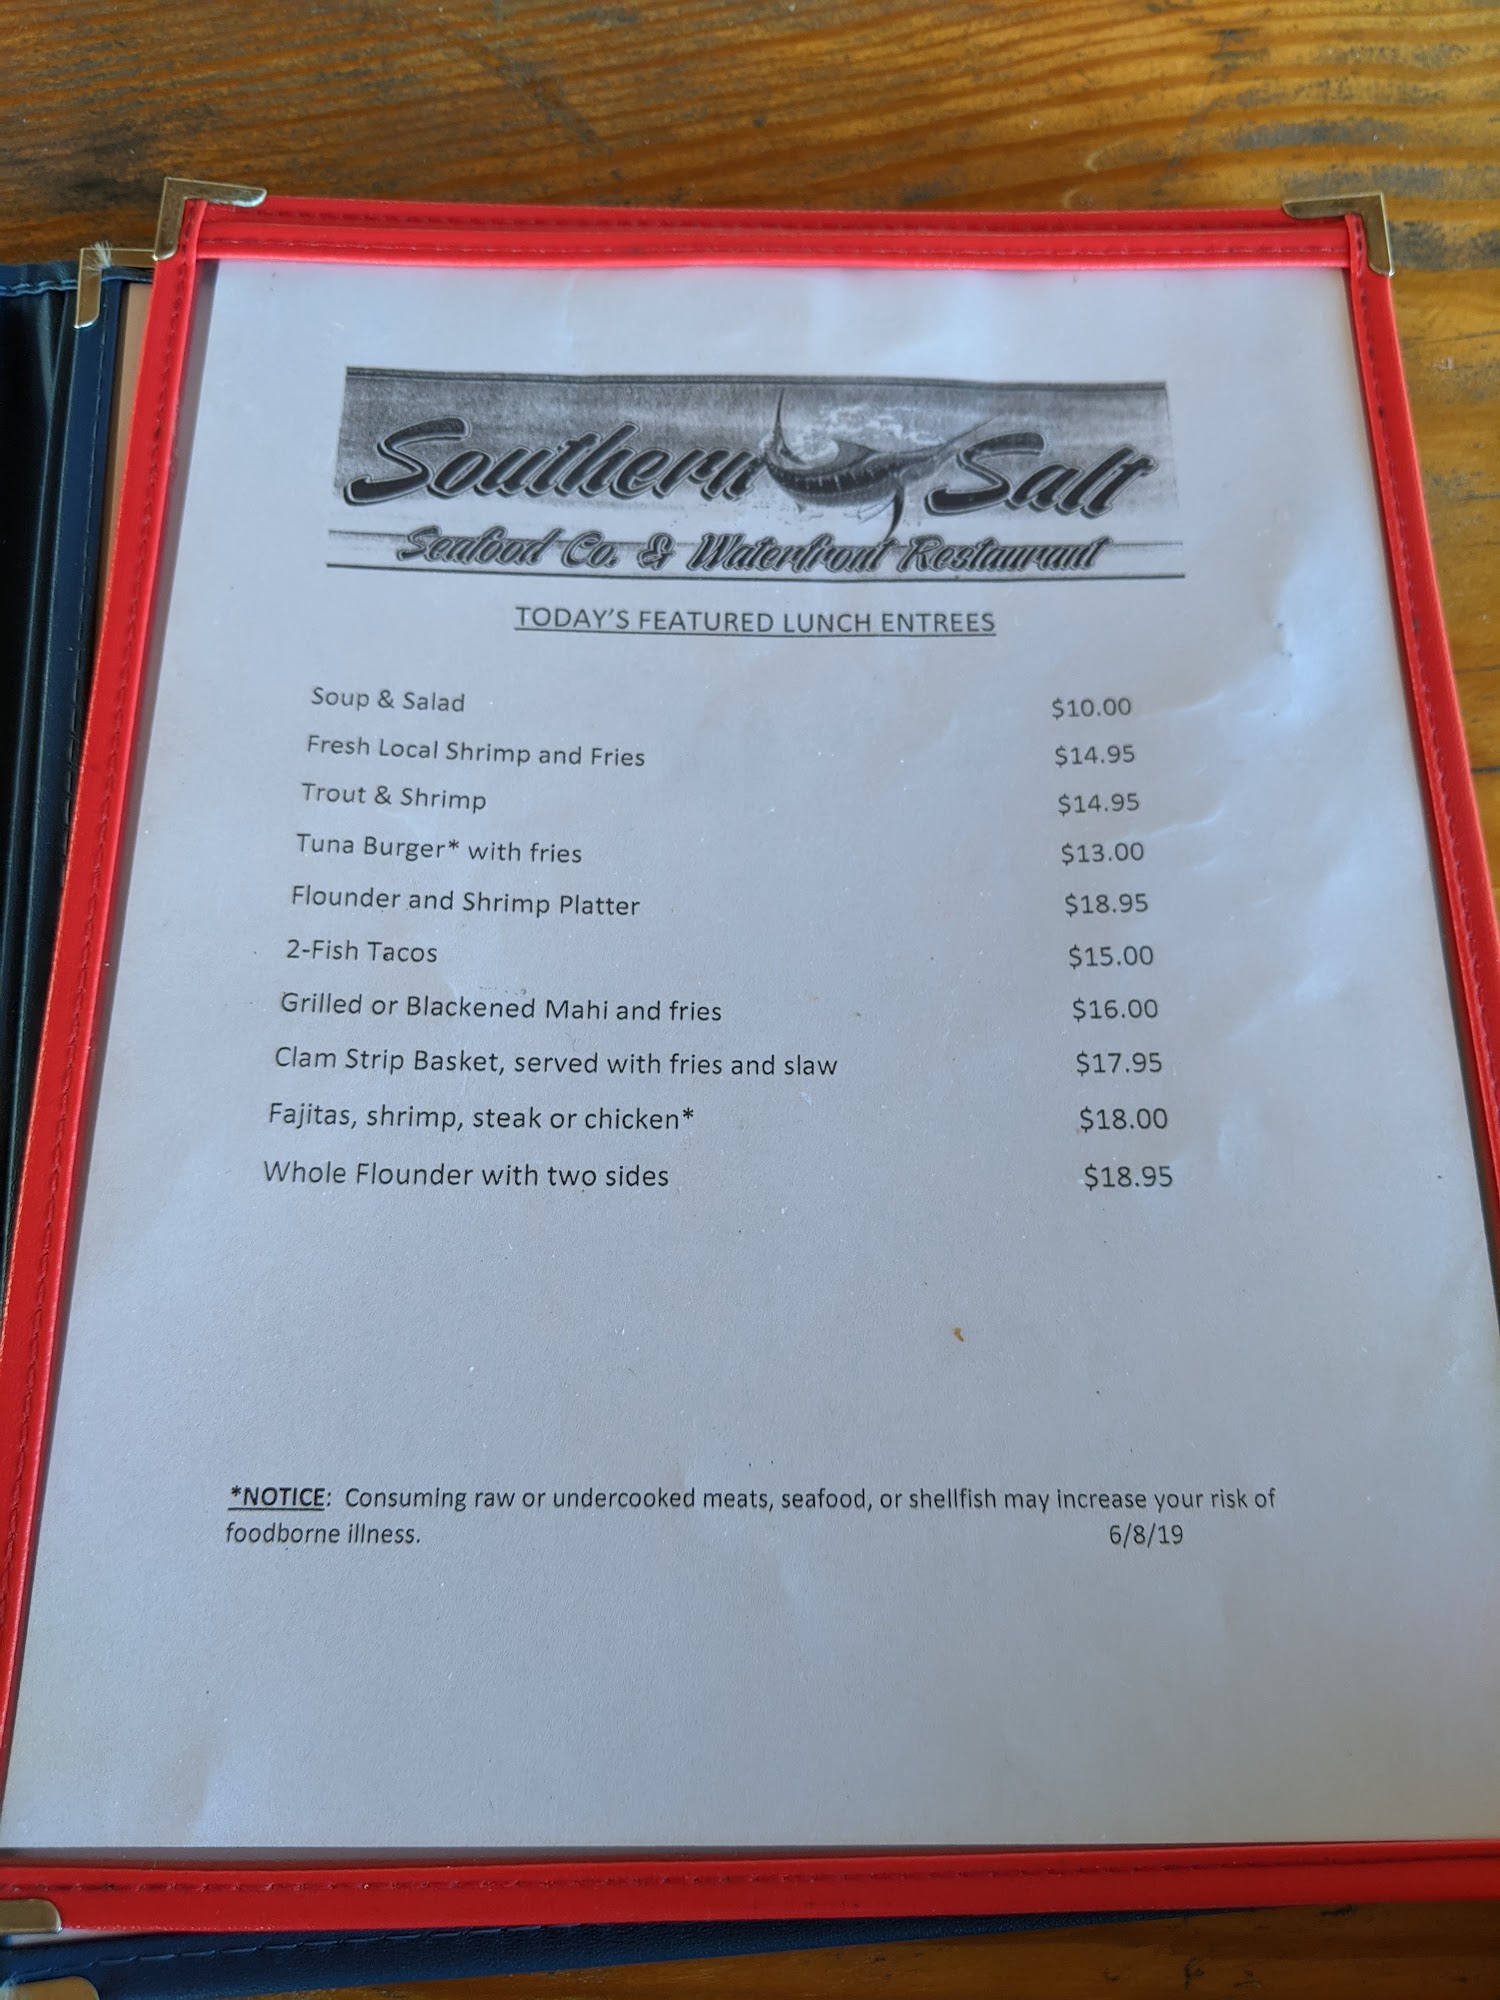 Southern Salt
Seafood Co. & Waterfront Restaurant
TODAY'S FEATURED LUNCH ENTREES
Soup & Salad $10.00
Fresh Local Shrimp and Fries $14.95
Trout & Shrimp $14.95
Tuna Burger* with fries $13.00
Flounder and Shrimp Platter $18.95
2-Fish Tacos $15.00
Grilled or Blackened Mahi and fries $16.00
Clam Strip Basket, served with fries and slaw $17.95
Fajitas, shrimp, steak or chicken* $18.00
Whole Flounder with two sides $18.95
*NOTICE: Consuming raw or undercooked meats, seafood, or shellfish may increase your risk of
foodborne illness. 6/8/19